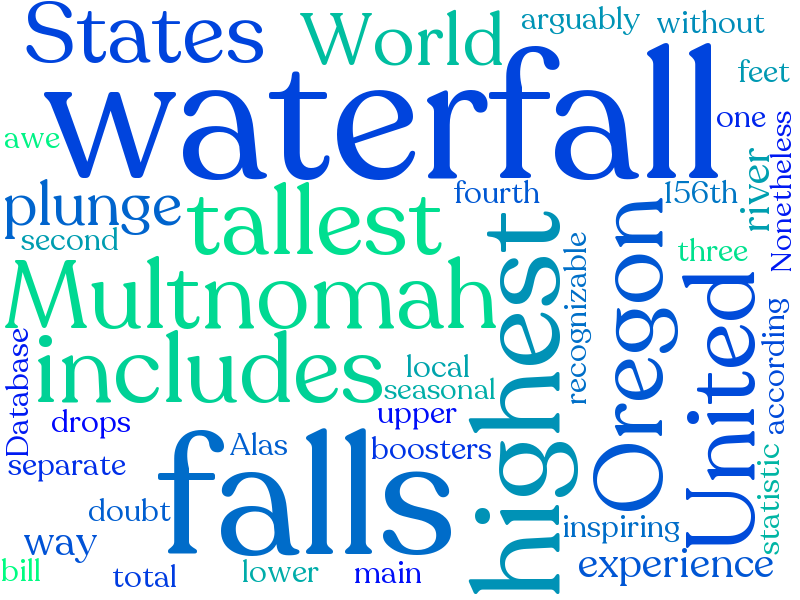 States
World
arguably
without
feet
waterfall
one
awe
Nonetheless
plunge
fourth
156th
river
second
tallest
three
Multnomah
highest
recognizable
Oregon
United
according
Database
includes
local
seasonal
drops
upper
Alas
boosters
separate
falls
statistic
doubt
way
inspiring
experience
bill
total
lower
main